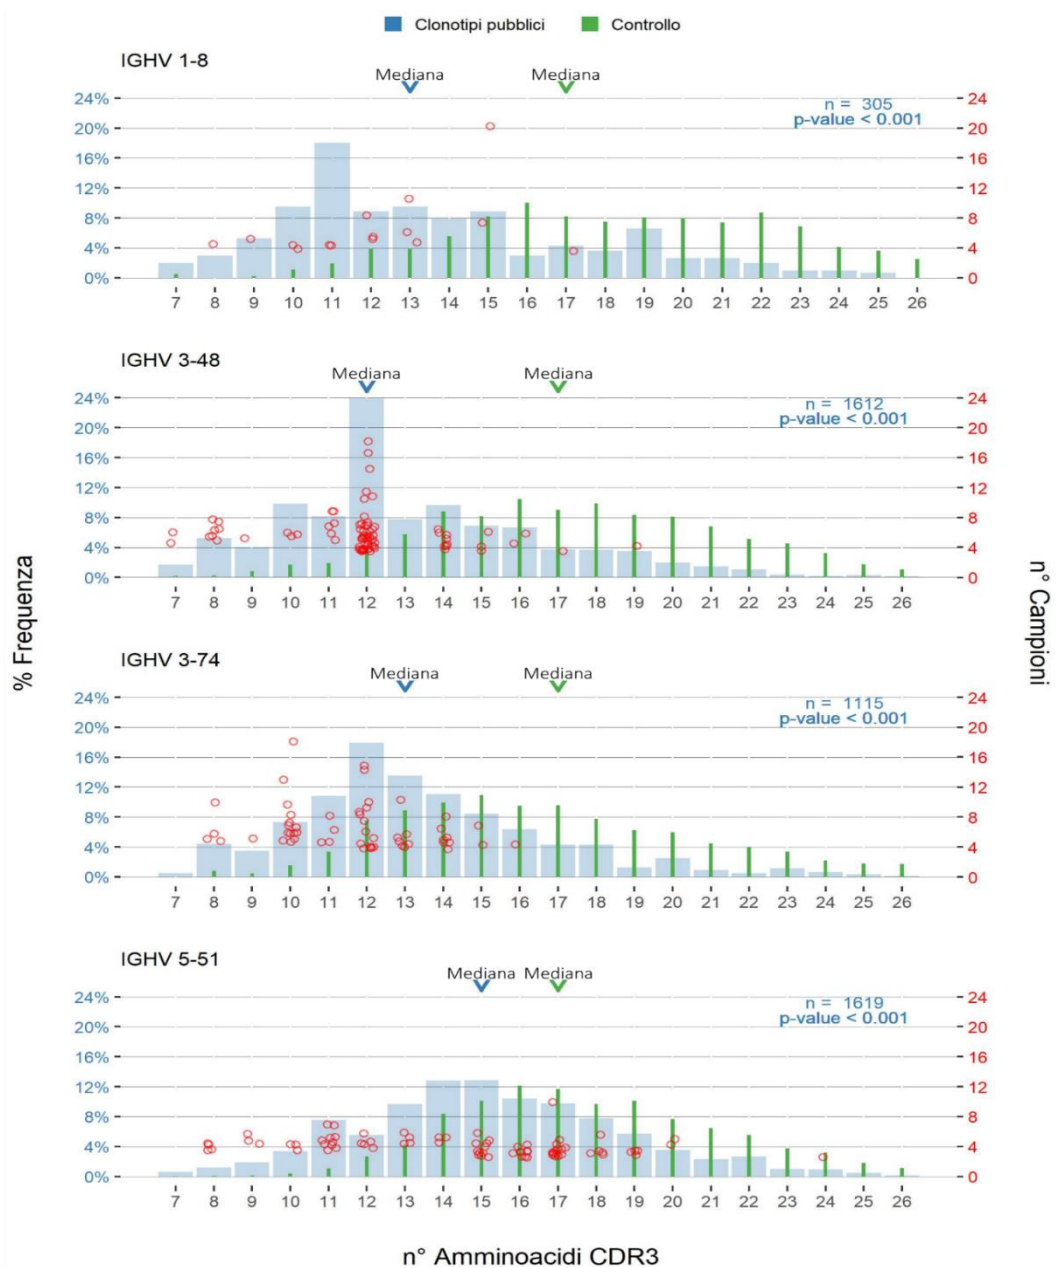 Clonotipi pubblici Controllo
IGHV 1-8
Mediana Mediana
24% 24
n = 305
p-value < 0.001
20% 20
16% 16
12% 12
8% 8
4% 4
0% 0
7 8 9 10 11 12 13 14 15 16 17 18 19 20 21 22 23 24 25 26
IGHV 3-48
Mediana Mediana
24% 24
n = 1612
p-value < 0.001
20% 20
16% 16
12% 12
8% 8
4% 4
0% 0
7 8 9 10 11 12 13 14 15 16 17 18 19 20 21 22 23 24 25 26
% Frequenza
n° Campioni
IGHV 3-74
Mediana Mediana
24% 24
n = 1115
p-value < 0.001
20% 20
16% 16
12% 12
8% 8
4% 4
0% 0
7 8 9 10 11 12 13 14 15 16 17 18 19 20 21 22 23 24 25 26
IGHV 5-51
Mediana Mediana
24% 24
n = 1619
p-value < 0.001
20% 20
16% 16
12% 12
8% 8
4% 4
0% 0
7 8 9 10 11 12 13 14 15 16 17 18 19 20 21 22 23 24 25 26
n° Amminoacidi CDR3